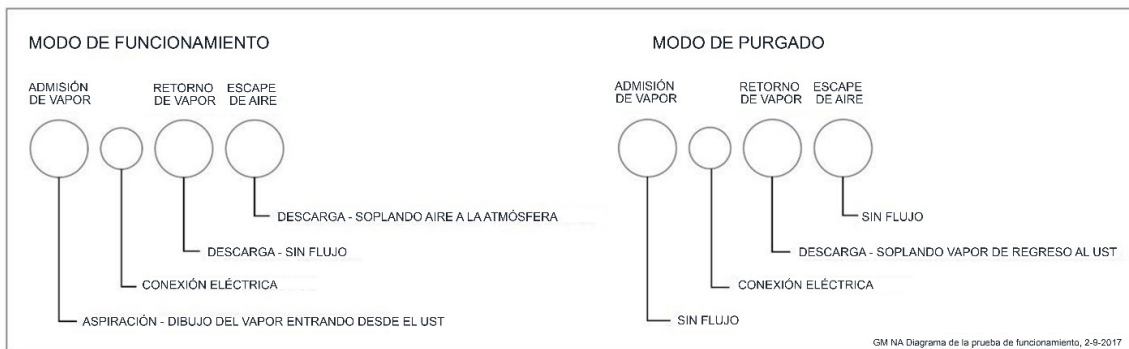 MODO DE FUNCIONAMIENTO
ADMISIÓN
DE VAPOR
RETORNO
DE VAPOR
ESCAPE
DE AIRE
DESCARGA - SOPLANDO AIRE A LA ATMÓSFERA
DESCARGA - SIN FLUJO
CONEXIÓN ELÉCTRICA
ASPIRACIÓN - DIBUJO DEL VAPOR ENTRANDO DESDE EL UST
MODO DE PURGADO
ADMISIÓN
DE VAPOR
RETORNO
DE VAPOR
ESCAPE
DE AIRE
SIN FLUJO
DESCARGA - SOPLANDO VAPOR DE REGRESO AL UST
CONEXIÓN ELÉCTRICA
SIN FLUJO
GM NA Diagrama de la prueba de funcionamiento, 2-9-2017